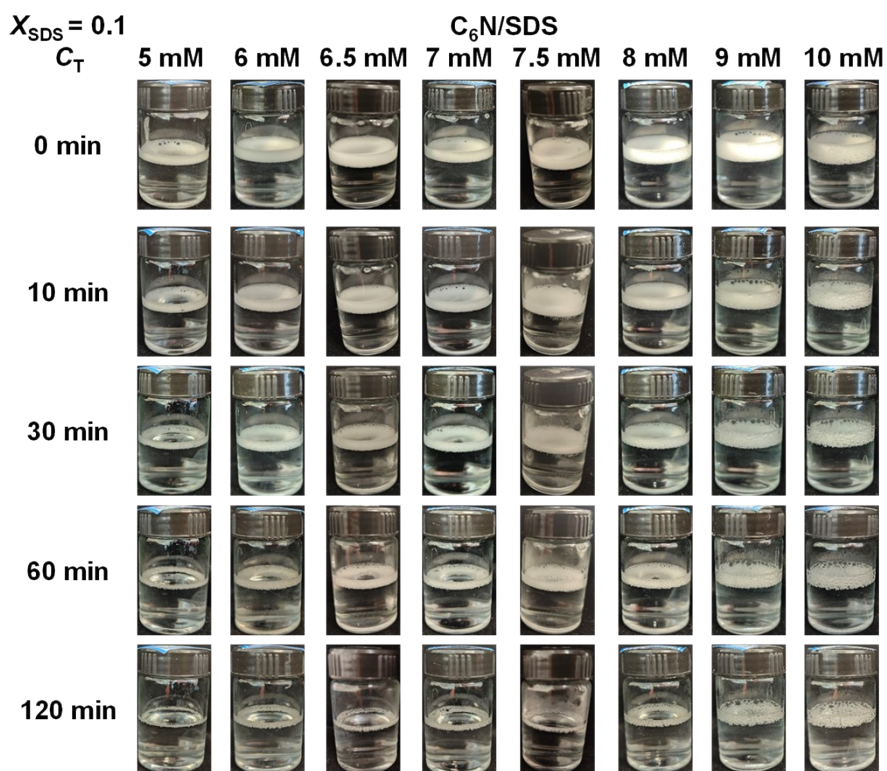 X_SDS = 0.1 C₆N/SDS
C_T 5 mM 6 mM 6.5 mM 7 mM 7.5 mM 8 mM 9 mM 10 mM
0 min
10 min
30 min
60 min
120 min